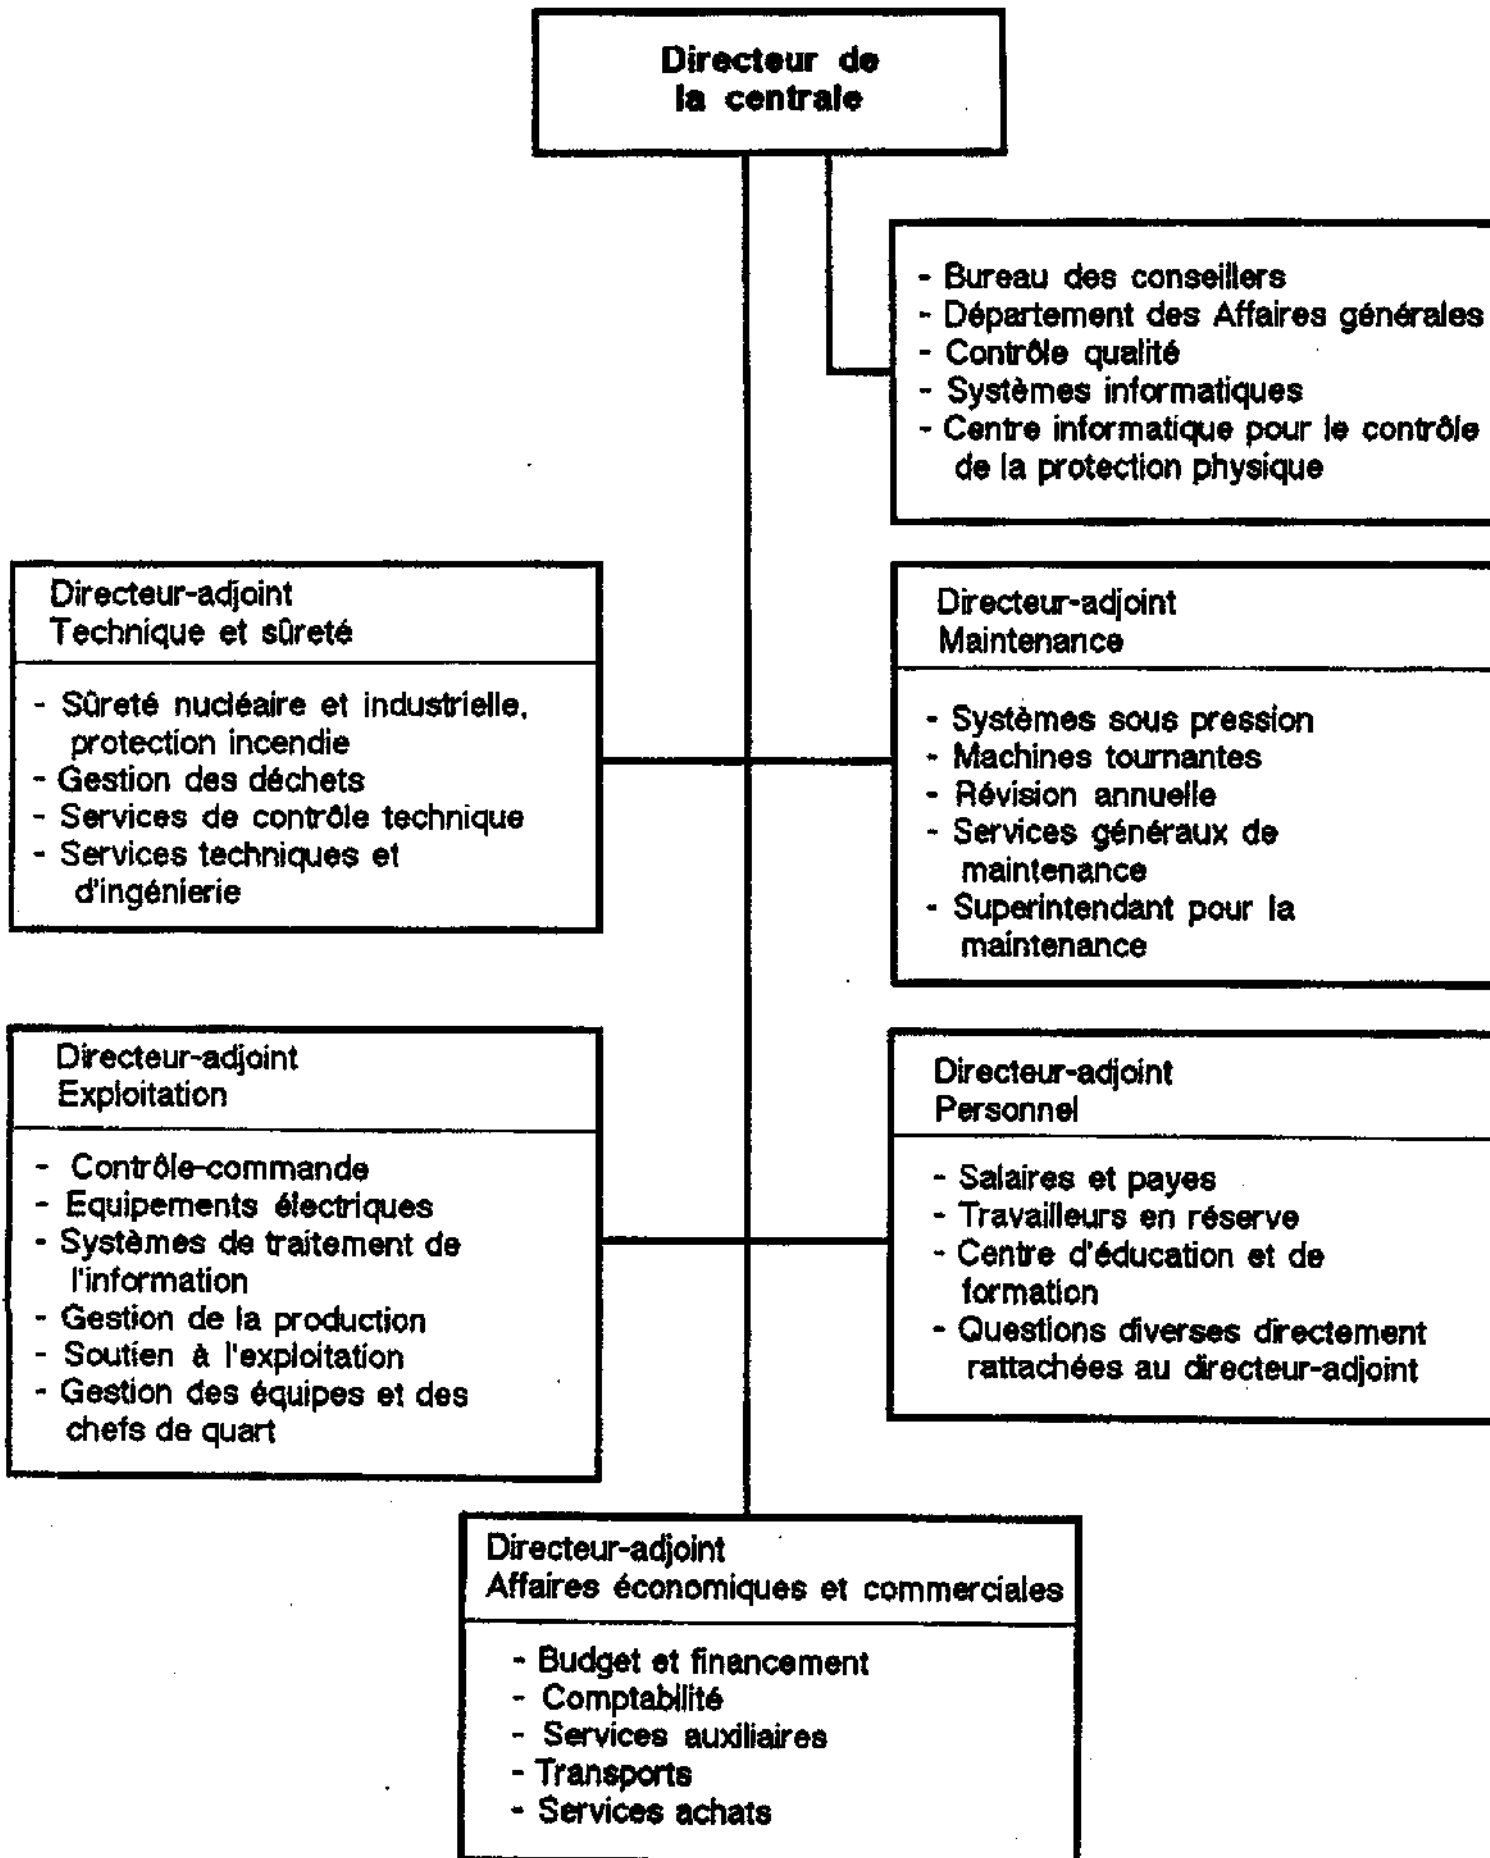 Directeur de
la centrale
- Bureau des conseillers
- Département des Affaires générales
- Contrôle qualité
- Systèmes informatiques
- Centre informatique pour le contrôle
de la protection physique
Directeur-adjoint
Technique et sûreté
- Sûreté nucléaire et industrielle,
protection incendie
- Gestion des déchets
- Services de contrôle technique
- Services techniques et
d'ingénierie
Directeur-adjoint
Maintenance
- Systèmes sous pression
- Machines tournantes
- Révision annuelle
- Services généraux de
maintenance
- Superintendant pour la
maintenance
Directeur-adjoint
Exploitation
- Contrôle-commande
- Equipements électriques
- Systèmes de traitement de
l'information
- Gestion de la production
- Soutien à l'exploitation
- Gestion des équipes et des
chefs de quart
Directeur-adjoint
Personnel
- Salaires et payes
- Travailleurs en réserve
- Centre d'éducation et de
formation
- Questions diverses directement
rattachées au directeur-adjoint
Directeur-adjoint
Affaires économiques et commerciales
- Budget et financement
- Comptabilité
- Services auxiliaires
- Transports
- Services achats